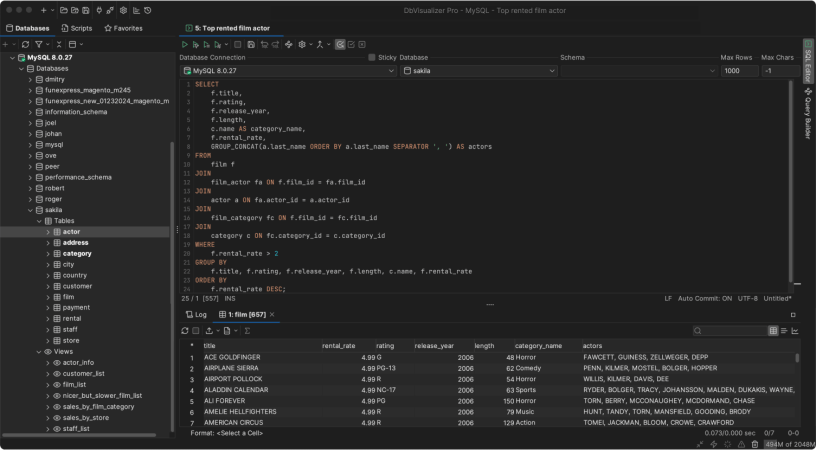 DbVisualizer Pro - MySQL - Top rented film actor
Databases Scripts Favorites
5: Top rented film actor
Database Connection Sticky Database Schema Max Rows Max Chars
MySQL 8.0.27 sakila 1000 -1
MySQL 8.0.27
Databases
dmitry
funexpress_magento_m245
funexpress_new_01232024_magento_m
information_schema
joel
johan
mysql
ove
peer
performance_schema
robert
roger
sakila
Tables
actor
address
category
city
country
customer
film
payment
rental
staff
store
Views
actor_info
customer_list
film_list
nicer_but_slower_film_list
sales_by_film_category
sales_by_store
staff_list
1 SELECT
2 f.title,
3 f.rating,
4 f.release_year,
5 f.length,
6 c.name AS category_name,
7 f.rental_rate,
8 GROUP_CONCAT(a.last_name ORDER BY a.last_name SEPARATOR ', ') AS actors
9 FROM
10 film f
11 JOIN
12 film_actor fa ON f.film_id = fa.film_id
13 JOIN
14 actor a ON fa.actor_id = a.actor_id
15 JOIN
16 film_category fc ON f.film_id = fc.film_id
17 JOIN
18 category c ON fc.category_id = c.category_id
19 WHERE
20 f.rental_rate > 2
21 GROUP BY
22 f.title, f.rating, f.release_year, f.length, c.name, f.rental_rate
23 ORDER BY
24 f.rental_rate DESC;
SQL Editor
Query Builder
25 / 1 [557] INS LF Auto Commit: ON UTF-8 Untitled*
Log 1: film [657]
* title rental_rate rating release_year length category_name actors
1 ACE GOLDFINGER 4.99 G 2006 48 Horror FAWCETT, GUINESS, ZELLWEGER, DEPP
2 AIRPLANE SIERRA 4.99 PG-13 2006 62 Comedy PENN, KILMER, MOSTEL, BOLGER, HOPPER
3 AIRPORT POLLOCK 4.99 R 2006 54 Horror WILLIS, KILMER, DAVIS, DEE
4 ALADDIN CALENDAR 4.99 NC-17 2006 63 Sports RYDER, BOLGER, TRACY, JOHANSSON, MALDEN, DUKAKIS, WAYNE,
5 ALI FOREVER 4.99 PG 2006 150 Horror TORN, BERRY, MCCONAUGHEY, MCDORMAND, CHASE
6 AMELIE HELLFIGHTERS 4.99 R 2006 79 Music HUNT, TANDY, TORN, MANSFIELD, GOODING, BRODY
7 AMERICAN CIRCUS 4.99 R 2006 129 Action TOMEI, JACKMAN, BLOOM, CROWE, CRAWFORD
Format: <Select a Cell> 0.073/0.000 sec 0/7 0-0
494M of 2048M